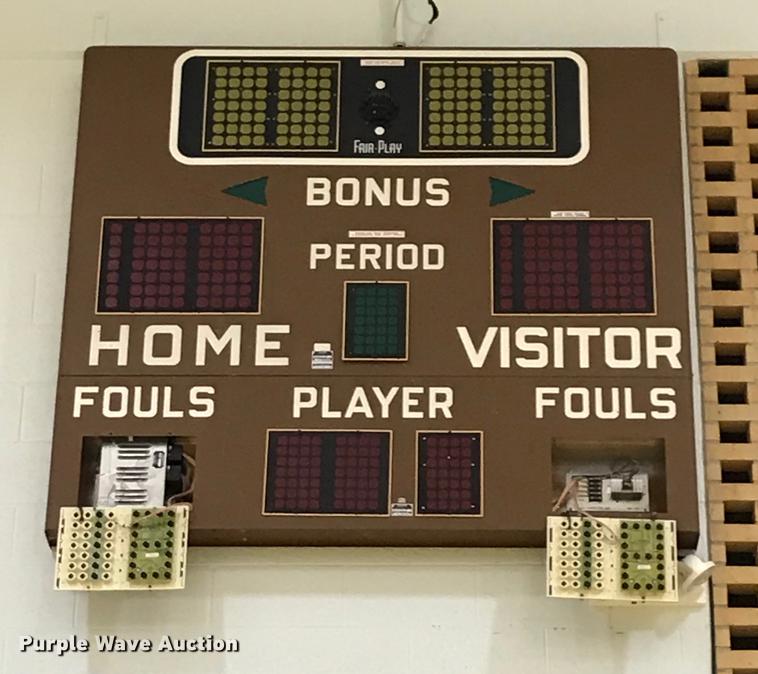 FAIR-PLAY
BONUS
PERIOD
HOME
VISITOR
FOULS
PLAYER
FOULS
Purple Wave Auction